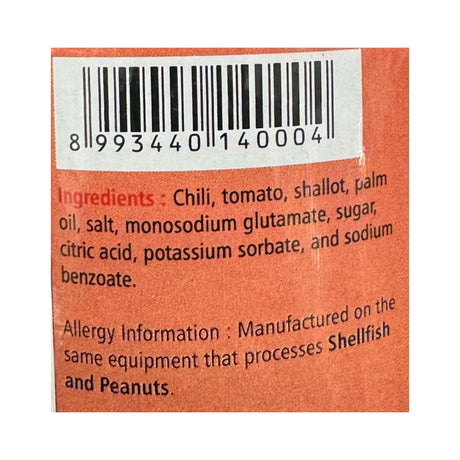 8 993440 140004
Ingredients : Chili, tomato, shallot, palm
oil, salt, monosodium glutamate, sugar,
citric acid, potassium sorbate, and sodium
benzoate.
Allergy Information : Manufactured on the
same equipment that processes Shellfish
and Peanuts.